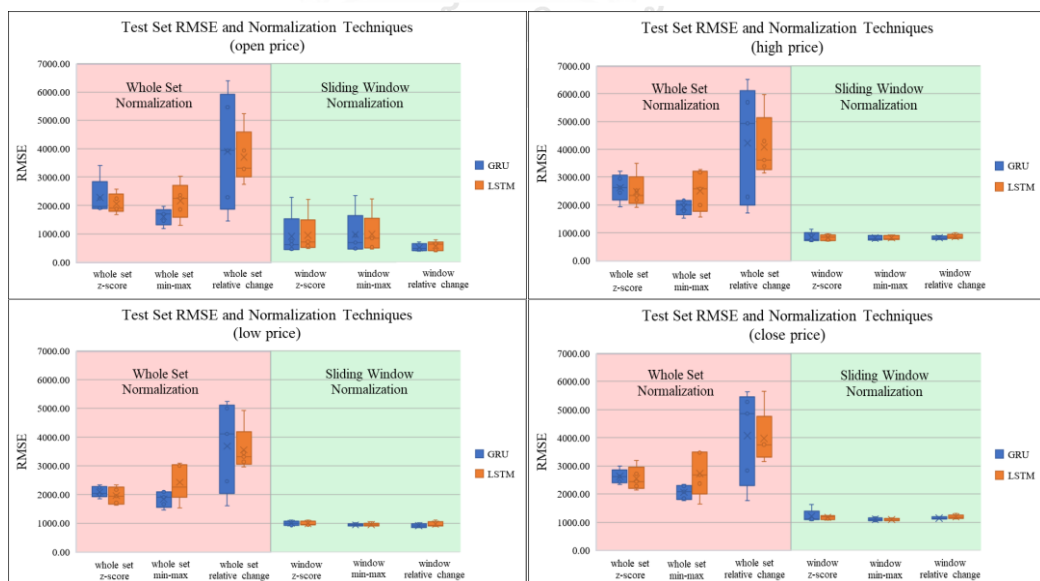 Test Set RMSE and Normalization Techniques
(open price)
7000.00
6000.00
5000.00
4000.00
3000.00
2000.00
1000.00
0.00
RMSE
Whole Set
Normalization
Sliding Window
Normalization
GRU
LSTM
whole set
z-score
whole set
min-max
whole set
relative change
window
z-score
window
min-max
window
relative change
Test Set RMSE and Normalization Techniques
(high price)
7000.00
6000.00
5000.00
4000.00
3000.00
2000.00
1000.00
0.00
RMSE
Whole Set
Normalization
Sliding Window
Normalization
GRU
LSTM
whole set
z-score
whole set
min-max
whole set
relative change
window
z-score
window
min-max
window
relative change
Test Set RMSE and Normalization Techniques
(low price)
7000.00
6000.00
5000.00
4000.00
3000.00
2000.00
1000.00
0.00
RMSE
Whole Set
Normalization
Sliding Window
Normalization
GRU
LSTM
whole set
z-score
whole set
min-max
whole set
relative change
window
z-score
window
min-max
window
relative change
Test Set RMSE and Normalization Techniques
(close price)
7000.00
6000.00
5000.00
4000.00
3000.00
2000.00
1000.00
0.00
RMSE
Whole Set
Normalization
Sliding Window
Normalization
GRU
LSTM
whole set
z-score
whole set
min-max
whole set
relative change
window
z-score
window
min-max
window
relative change